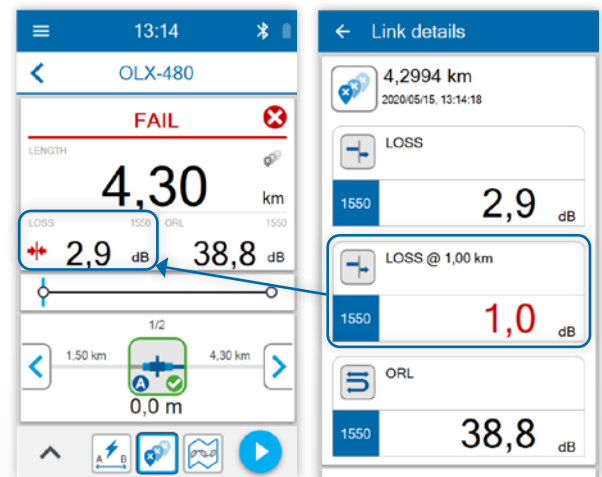 13:14
OLX-480
FAIL
LENGTH
4,30 km
LOSS 1550 ORL 1550
2,9 dB 38,8 dB
1/2
1,50 km 4,30 km
A
0,0 m
A B
Link details
4,2994 km
2020/05/15, 13:14:18
LOSS
1550 2,9 dB
LOSS @ 1,00 km
1550 1,0 dB
ORL
1550 38,8 dB